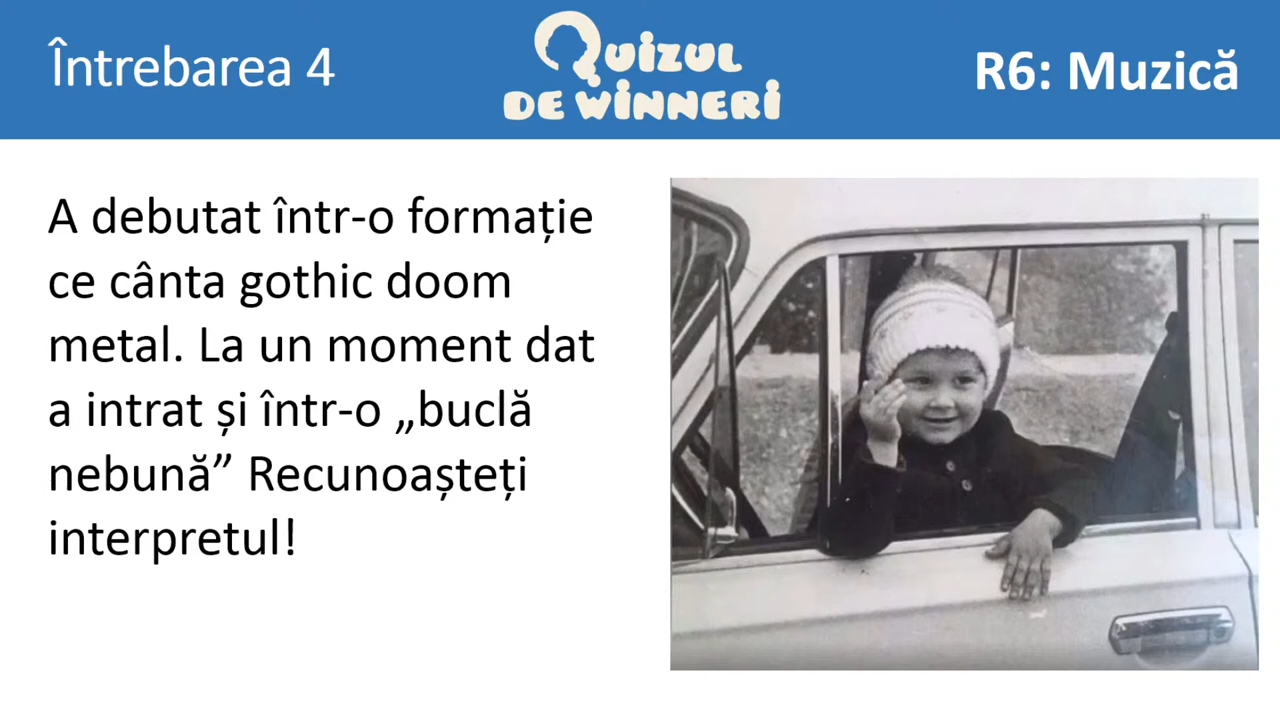 Întrebarea 4
QUIZUL
DE WINNERI
R6: Muzică
A debutat într-o formație
ce cânta gothic doom
metal. La un moment dat
a intrat și într-o „buclă
nebună” Recunoașteți
interpretul!